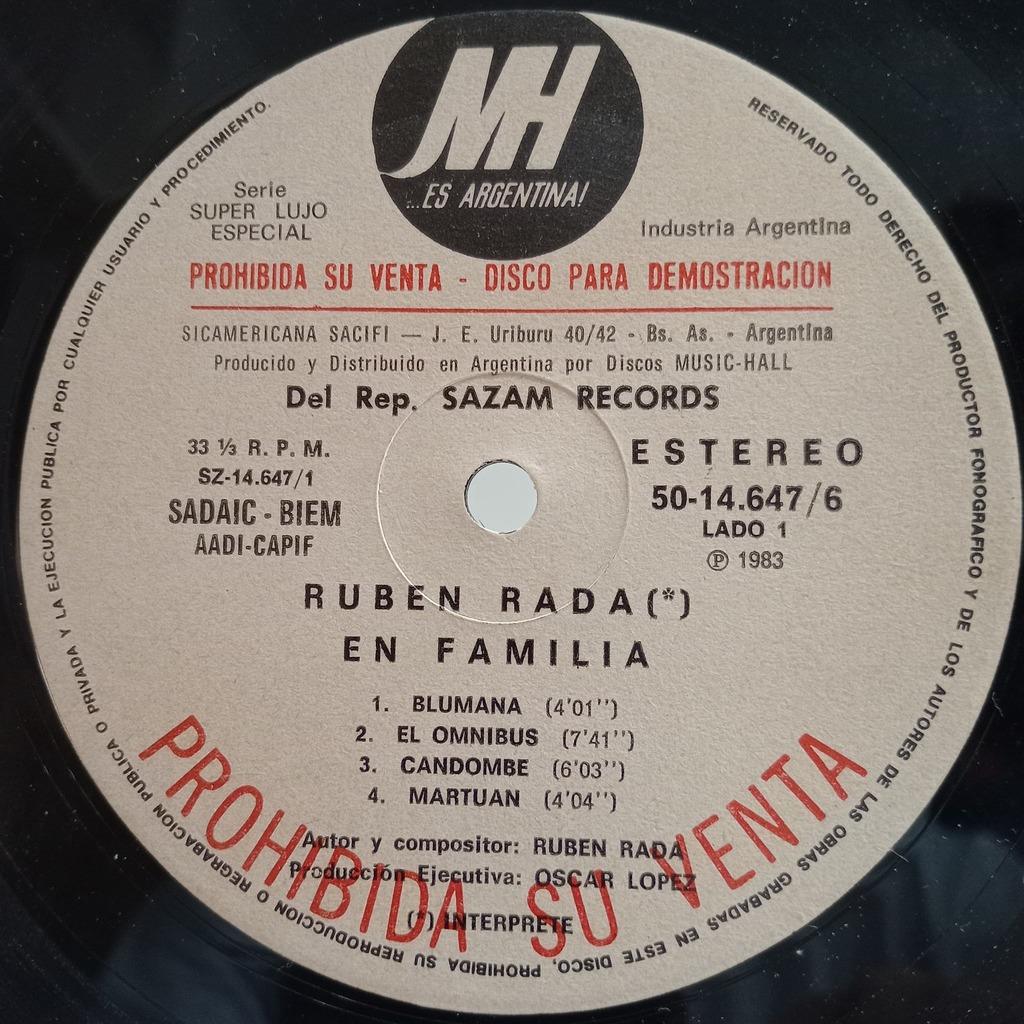 MH
...ES ARGENTINA!
Serie
SUPER LUJO
ESPECIAL
Industria Argentina
PROHIBIDA SU VENTA - DISCO PARA DEMOSTRACION
SICAMERICANA SACIFI — J. E. Uriburu 40/42 - Bs. As. - Argentina
Producido y Distribuido en Argentina por Discos MUSIC-HALL
Del Rep. SAZAM RECORDS
33 ⅓ R. P. M.
SZ-14.647/1
SADAIC - BIEM
AADI-CAPIF
ESTEREO
50-14.647/6
LADO 1
Ⓟ 1983
RUBEN RADA(*)
EN FAMILIA
1. BLUMANA (4'01'')
2. EL OMNIBUS (7'41'')
3. CANDOMBE (6'03'')
4. MARTUAN (4'04'')
Autor y compositor: RUBEN RADA
Producción Ejecutiva: OSCAR LOPEZ
(*) INTERPRETE
PROHIBIDA SU VENTA
RESERVADO TODO DERECHO DEL PRODUCTOR FONOGRAFICO Y DE LOS AUTORES DE LAS OBRAS GRABADAS EN ESTE DISCO, PROHIBIDA SU REPRODUCCION O REGRABACION PUBLICA O PRIVADA Y LA EJECUCION PUBLICA POR CUALQUIER USUARIO Y PROCEDIMIENTO.